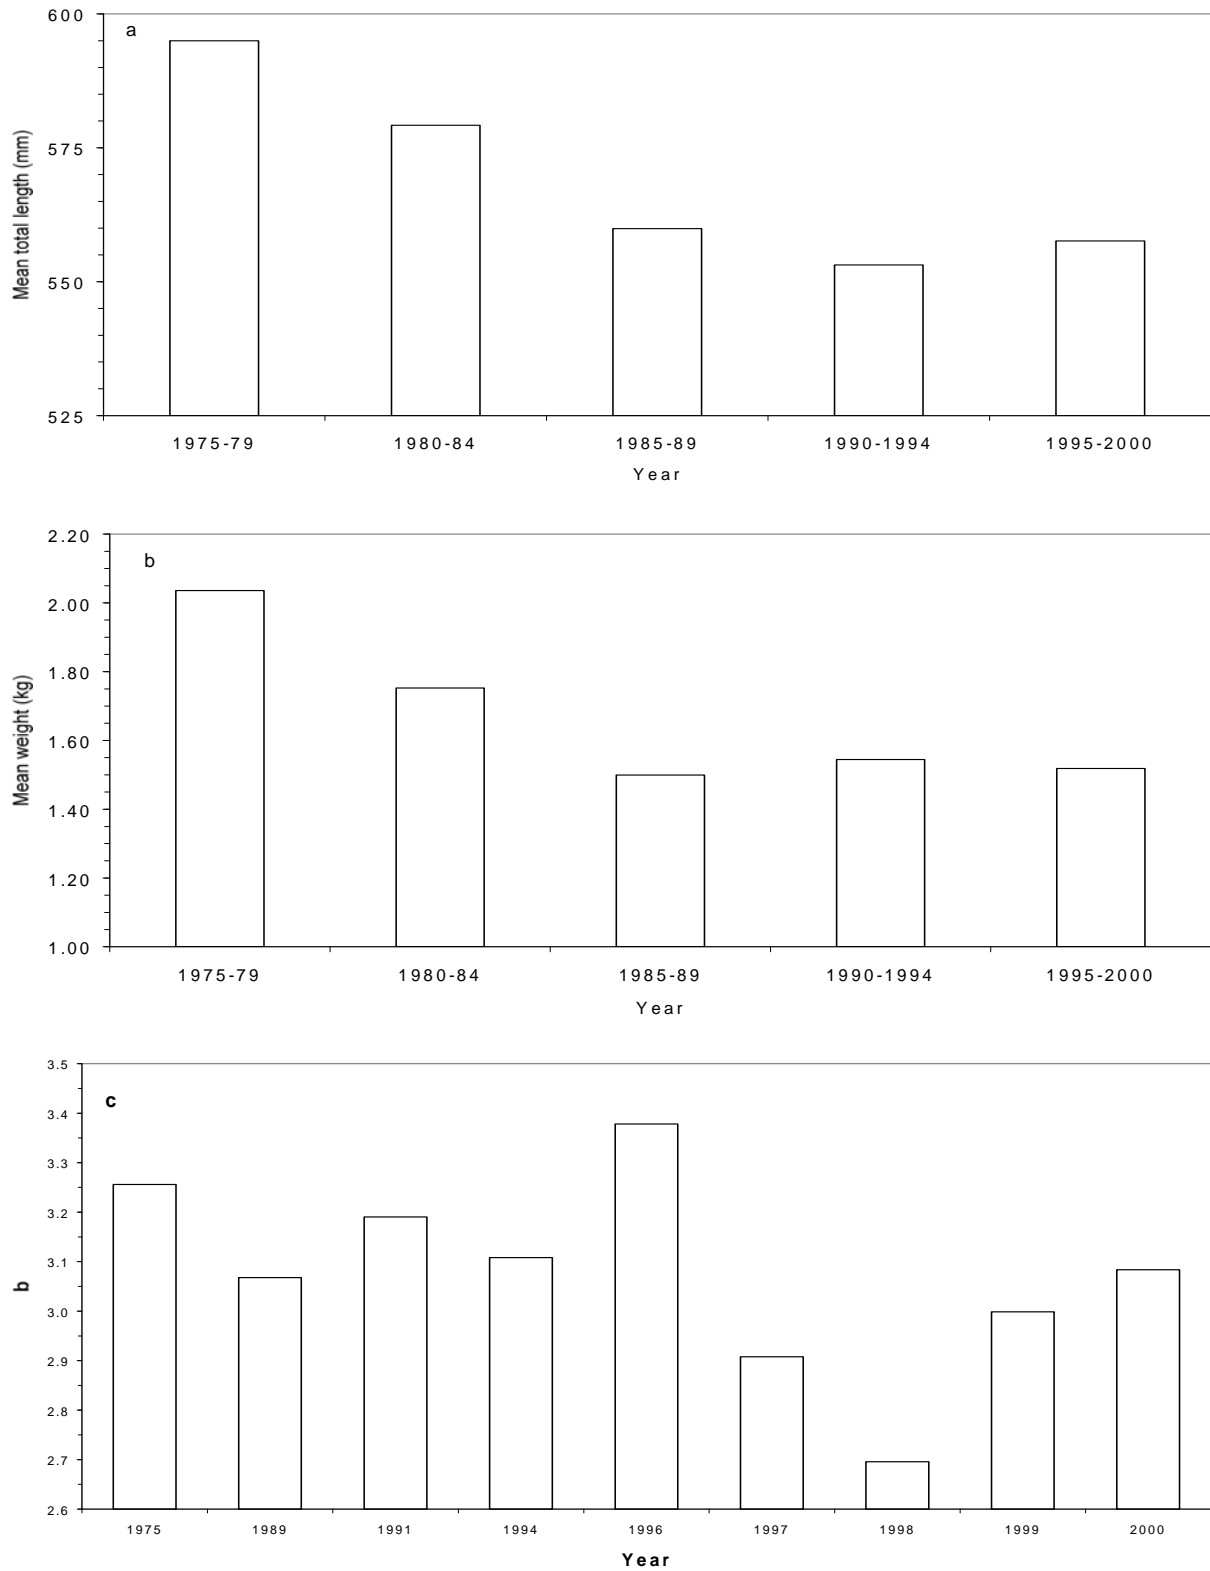 a
Mean total length (mm)
600
575
550
525
1975-79 1980-84 1985-89 1990-1994 1995-2000
Year
b
Mean weight (kg)
2.20
2.00
1.80
1.60
1.40
1.20
1.00
1975-79 1980-84 1985-89 1990-1994 1995-2000
Year
c
b
3.5
3.4
3.3
3.2
3.1
3.0
2.9
2.8
2.7
2.6
1975 1989 1991 1994 1996 1997 1998 1999 2000
Year